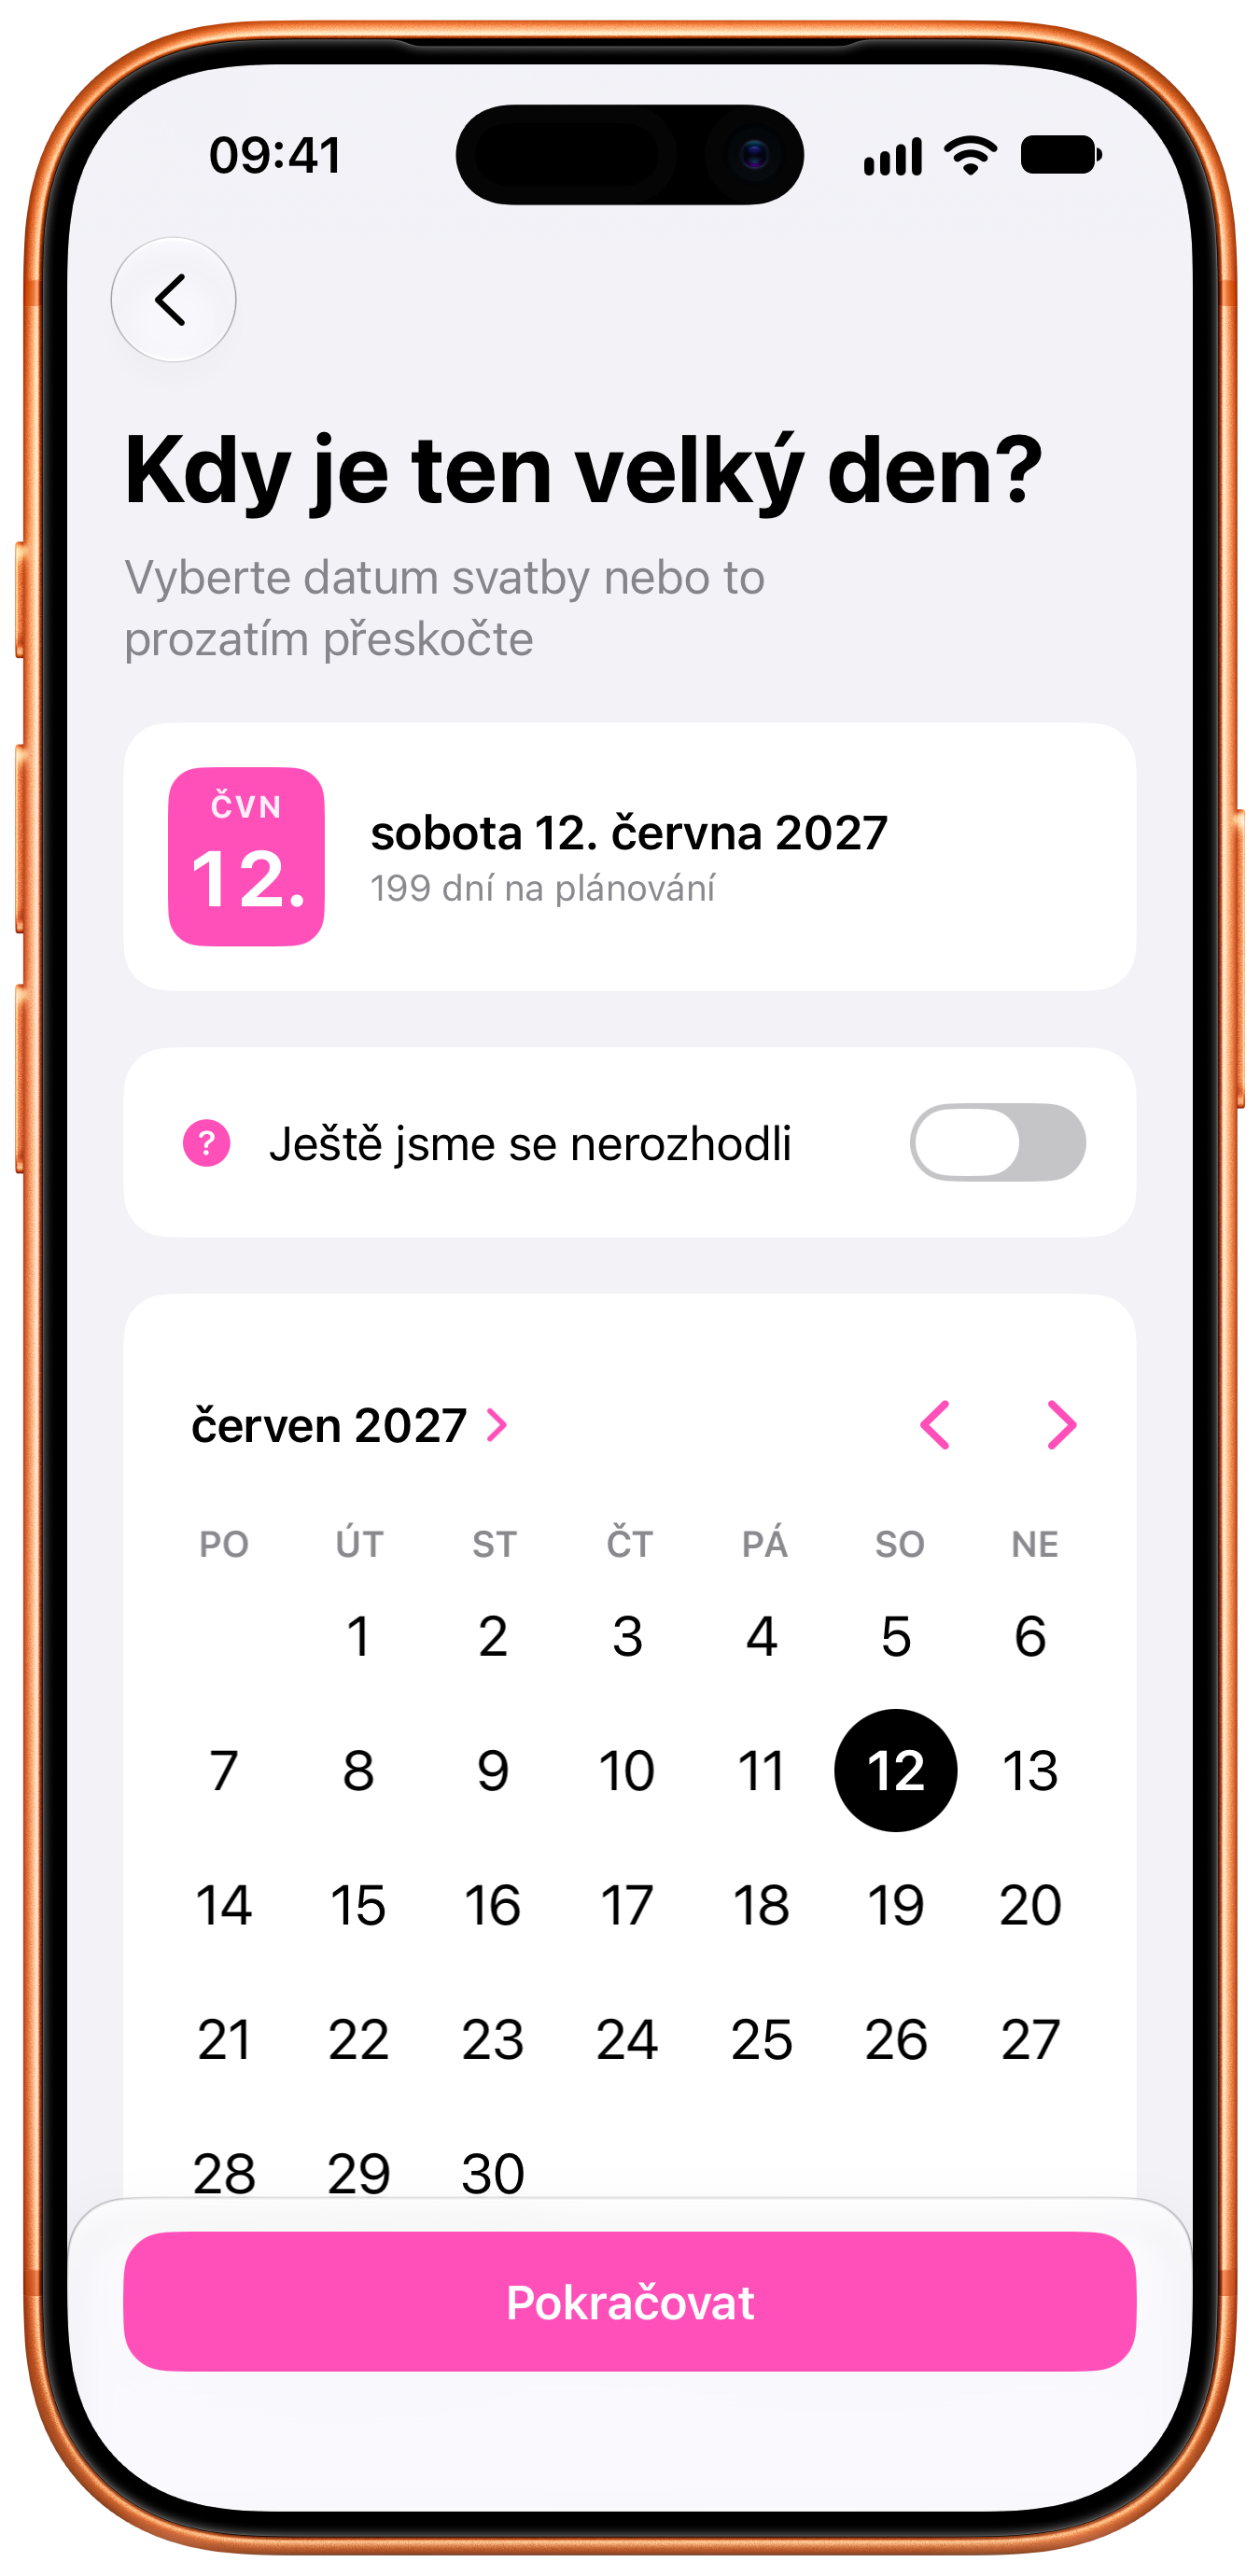 09:41
Kdy je ten velký den?
Vyberte datum svatby nebo to
prozatím přeskočte
ČVN
12.
sobota 12. června 2027
199 dní na plánování
? Ještě jsme se nerozhodli
červen 2027
PO ÚT ST ČT PÁ SO NE
1 2 3 4 5 6
7 8 9 10 11 12 13
14 15 16 17 18 19 20
21 22 23 24 25 26 27
28 29 30
Pokračovat